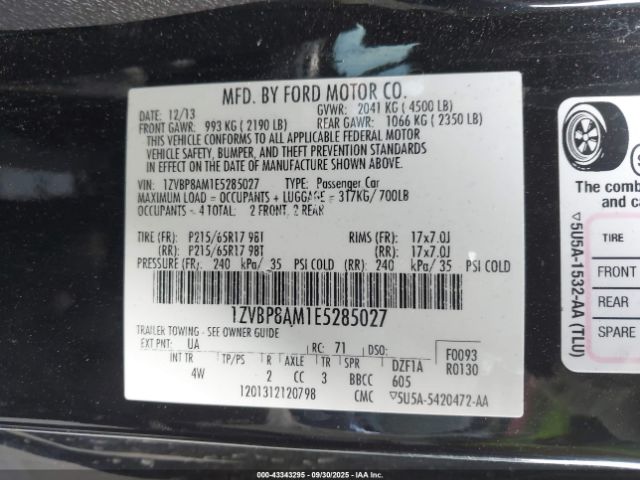 MFD. BY FORD MOTOR CO.
DATE: 12/13 GVWR: 2041 KG ( 4500 LB)
FRONT GAWR: 993 KG ( 2190 LB) REAR GAWR: 1066 KG ( 2350 LB)
THIS VEHICLE CONFORMS TO ALL APPLICABLE FEDERAL MOTOR
VEHICLE SAFETY, BUMPER, AND THEFT PREVENTION STANDARDS
IN EFFECT ON THE DATE OF MANUFACTURE SHOWN ABOVE.
VIN: 1ZVBP8AM1E5285027 TYPE: Passenger Car
MAXIMUM LOAD = OCCUPANTS + LUGGAGE = 317KG/ 700LB
OCCUPANTS = 4 TOTAL: 2 FRONT, 2 REAR
TIRE (FR): P215/65R17 98T RIMS (FR): 17x7.0J
(RR): P215/65R17 98T (RR): 17x7.0J
PRESSURE (FR): 240 kPa/ 35 PSI COLD (RR): 240 kPa/ 35 PSI COLD
1ZVBP8AM1E5285027
TRAILER TOWING - SEE OWNER GUIDE
EXT PNT: UA RC: 71 DSO: F0093
INT TR TP/PS R AXLE TR SPR DZF1A R0130
4W 2 CC 3 BBCC 605
1201312120798 CMC ▽5U5A-5420472-AA
The comb
and ca
TIRE
FRONT
REAR
SPARE
▽5U5A-1532-AA (TLU)
000-43343295 - 09/30/2025 - IAAI.COM